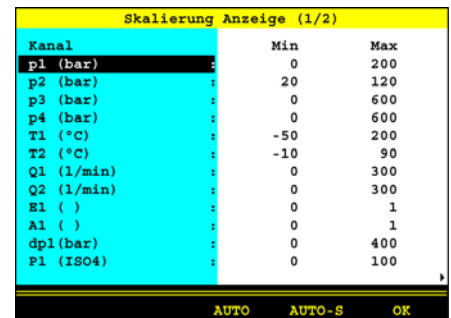 Skalierung Anzeige (1/2)
Kanal Min Max
p1 (bar) : 0 200
p2 (bar) : 20 120
p3 (bar) : 0 600
p4 (bar) : 0 600
T1 (°C) : -50 200
T2 (°C) : -10 90
Q1 (l/min) : 0 300
Q2 (l/min) : 0 300
E1 ( ) : 0 1
A1 ( ) : 0 1
dp1(bar) : 0 400
P1 (ISO4) : 0 100
AUTO AUTO-S OK